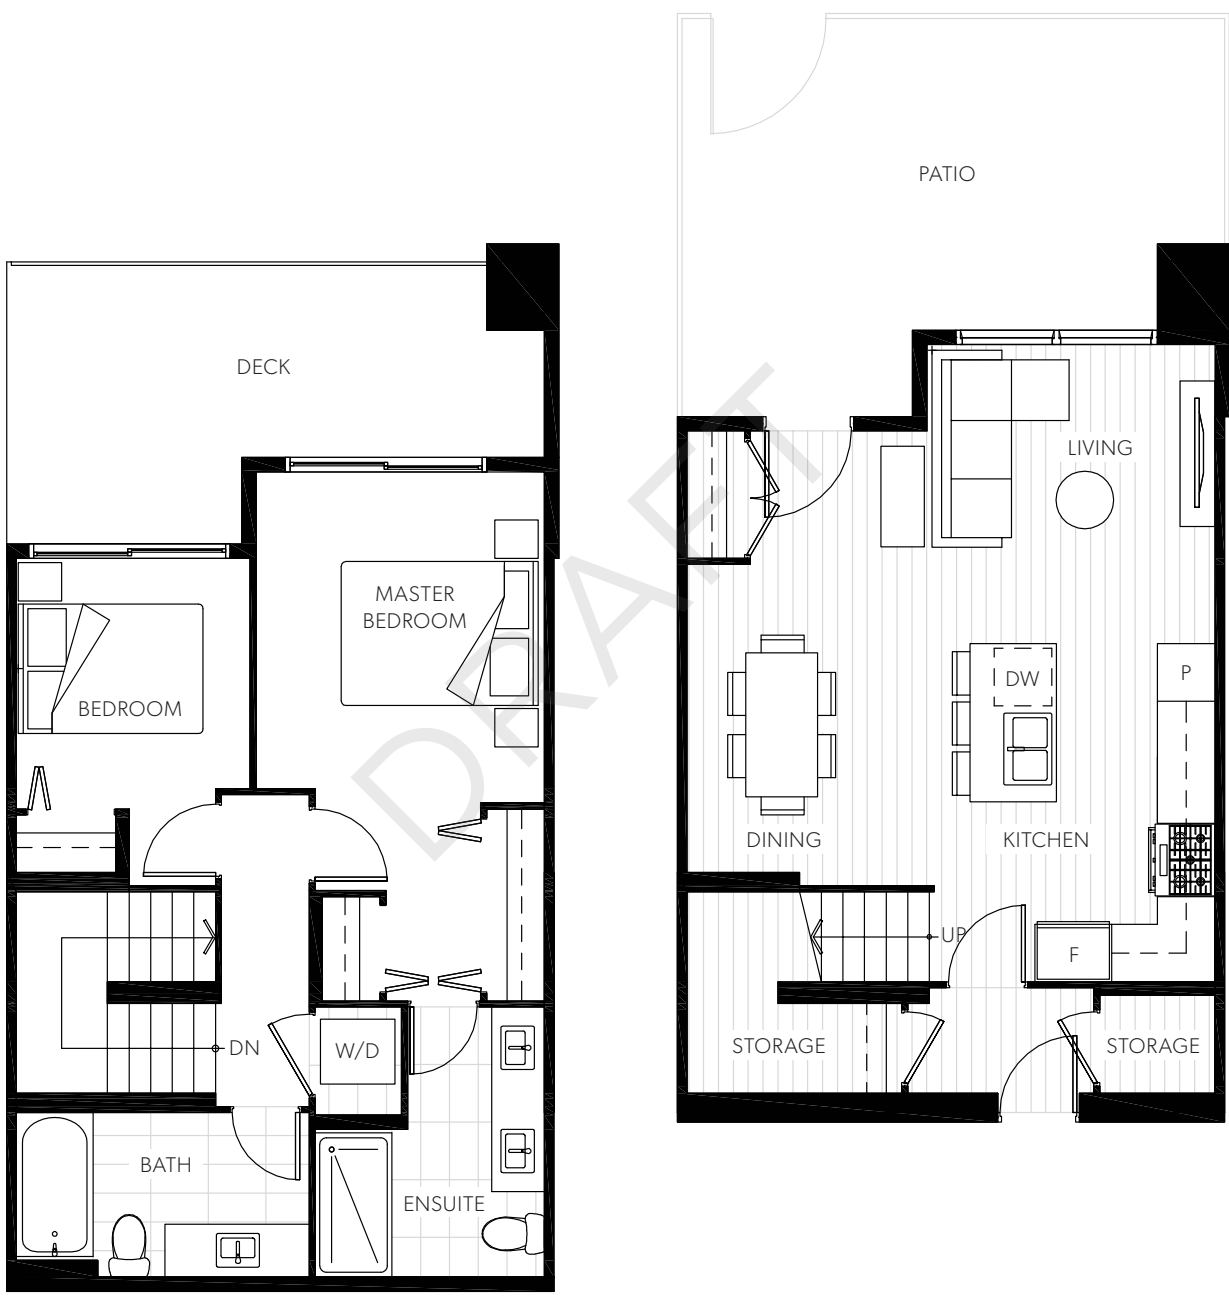 PATIO
DECK
LIVING
MASTER
BEDROOM
BEDROOM
DW
P
DINING
KITCHEN
UP
F
DN
W/D
STORAGE
STORAGE
BATH
ENSUITE
DRAFT